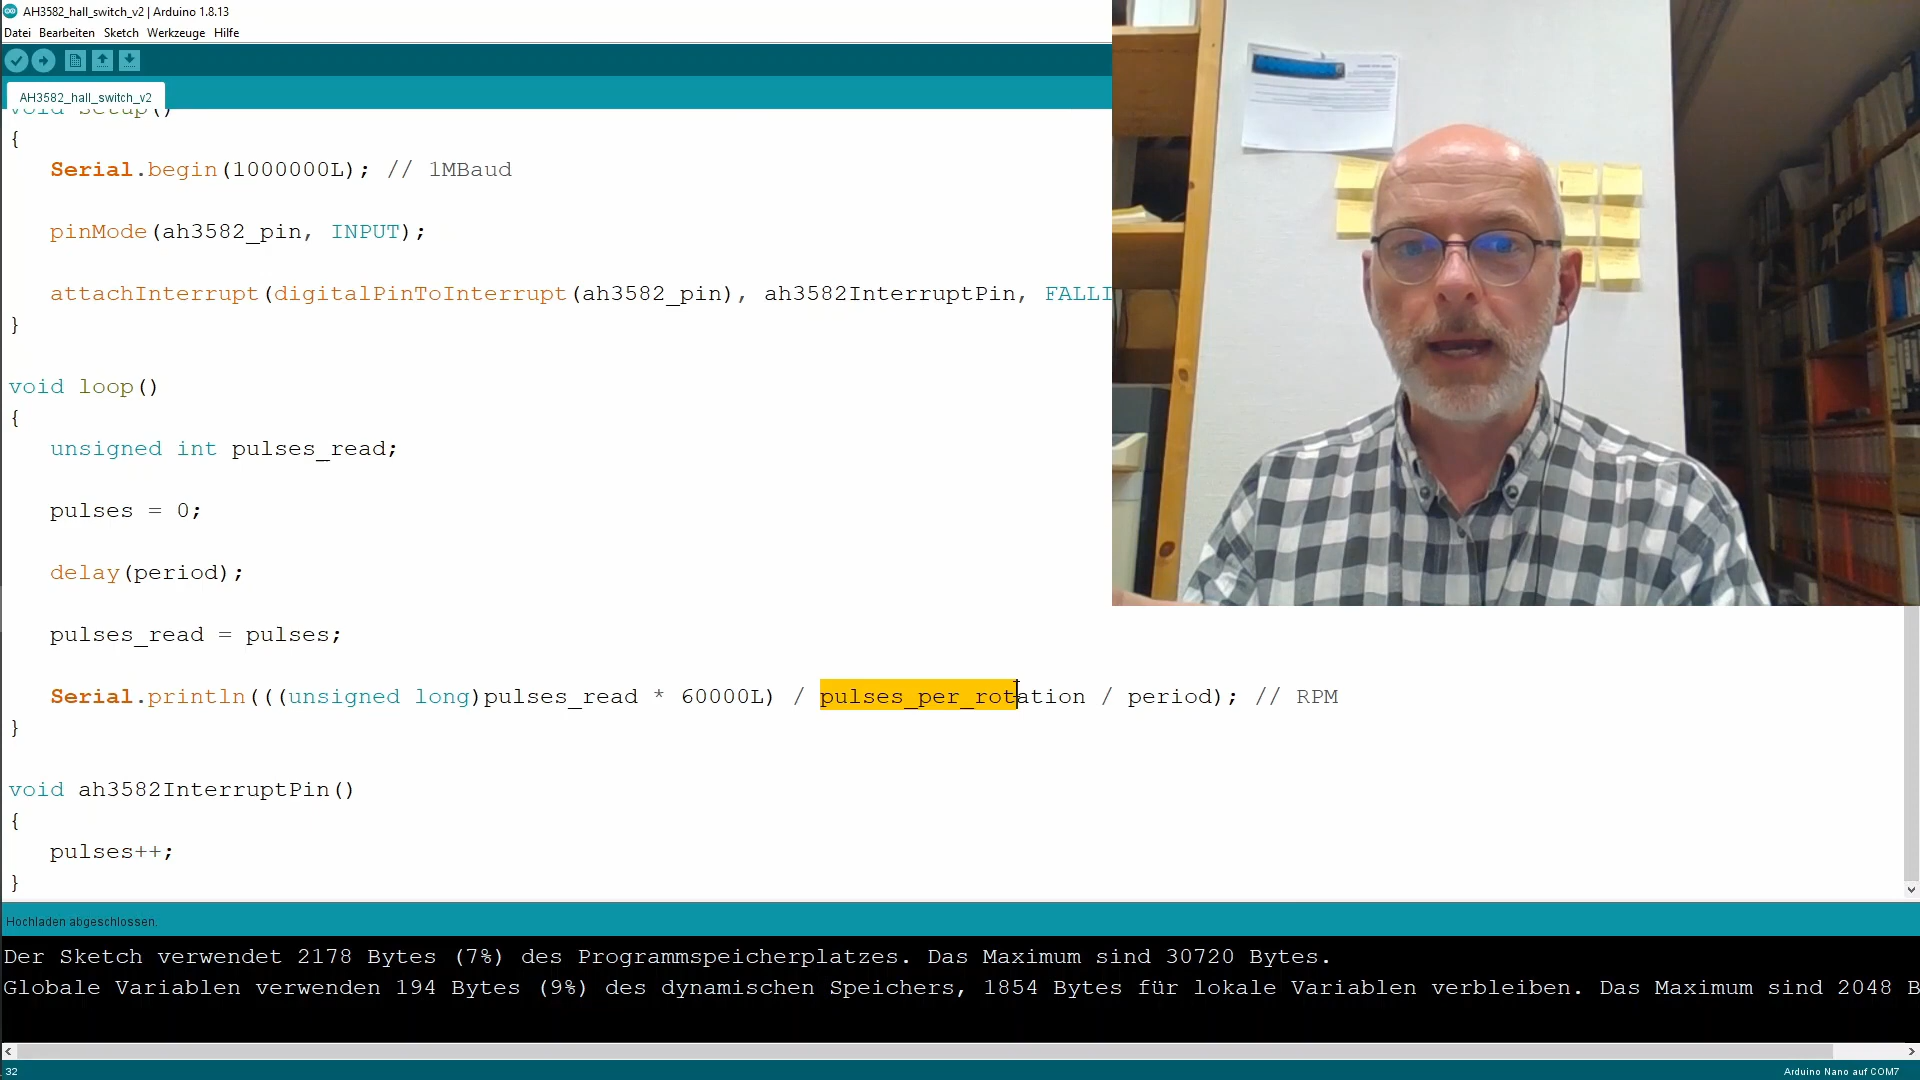 AH3582_hall_switch_v2 | Arduino 1.8.13
Datei Bearbeiten Sketch Werkzeuge Hilfe
AH3582_hall_switch_v2
void setup()
{
Serial.begin(1000000L); // 1MBaud
pinMode(ah3582_pin, INPUT);
attachInterrupt(digitalPinToInterrupt(ah3582_pin), ah3582InterruptPin, FALLI
}
void loop()
{
unsigned int pulses_read;
pulses = 0;
delay(period);
pulses_read = pulses;
Serial.println(((unsigned long)pulses_read * 60000L) / pulses_per_rotation / period); // RPM
}
void ah3582InterruptPin()
{
pulses++;
}
Hochladen abgeschlossen.
Der Sketch verwendet 2178 Bytes (7%) des Programmspeicherplatzes. Das Maximum sind 30720 Bytes.
Globale Variablen verwenden 194 Bytes (9%) des dynamischen Speichers, 1854 Bytes für lokale Variablen verbleiben. Das Maximum sind 2048 B
32
Arduino Nano auf COM7